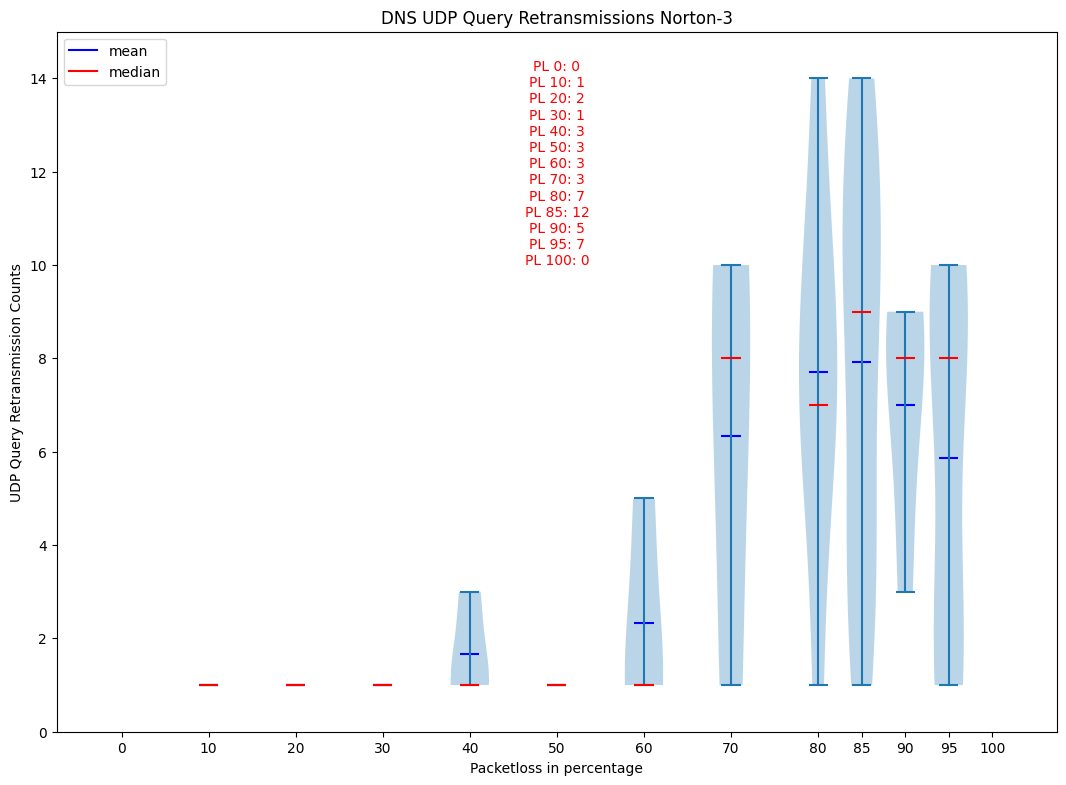 DNS UDP Query Retransmissions Norton-3
mean
median
PL 0: 0
PL 10: 1
PL 20: 2
PL 30: 1
PL 40: 3
PL 50: 3
PL 60: 3
PL 70: 3
PL 80: 7
PL 85: 12
PL 90: 5
PL 95: 7
PL 100: 0
UDP Query Retransmission Counts
14
12
10
8
6
4
2
0
0 10 20 30 40 50 60 70 80 85 90 95 100
Packetloss in percentage